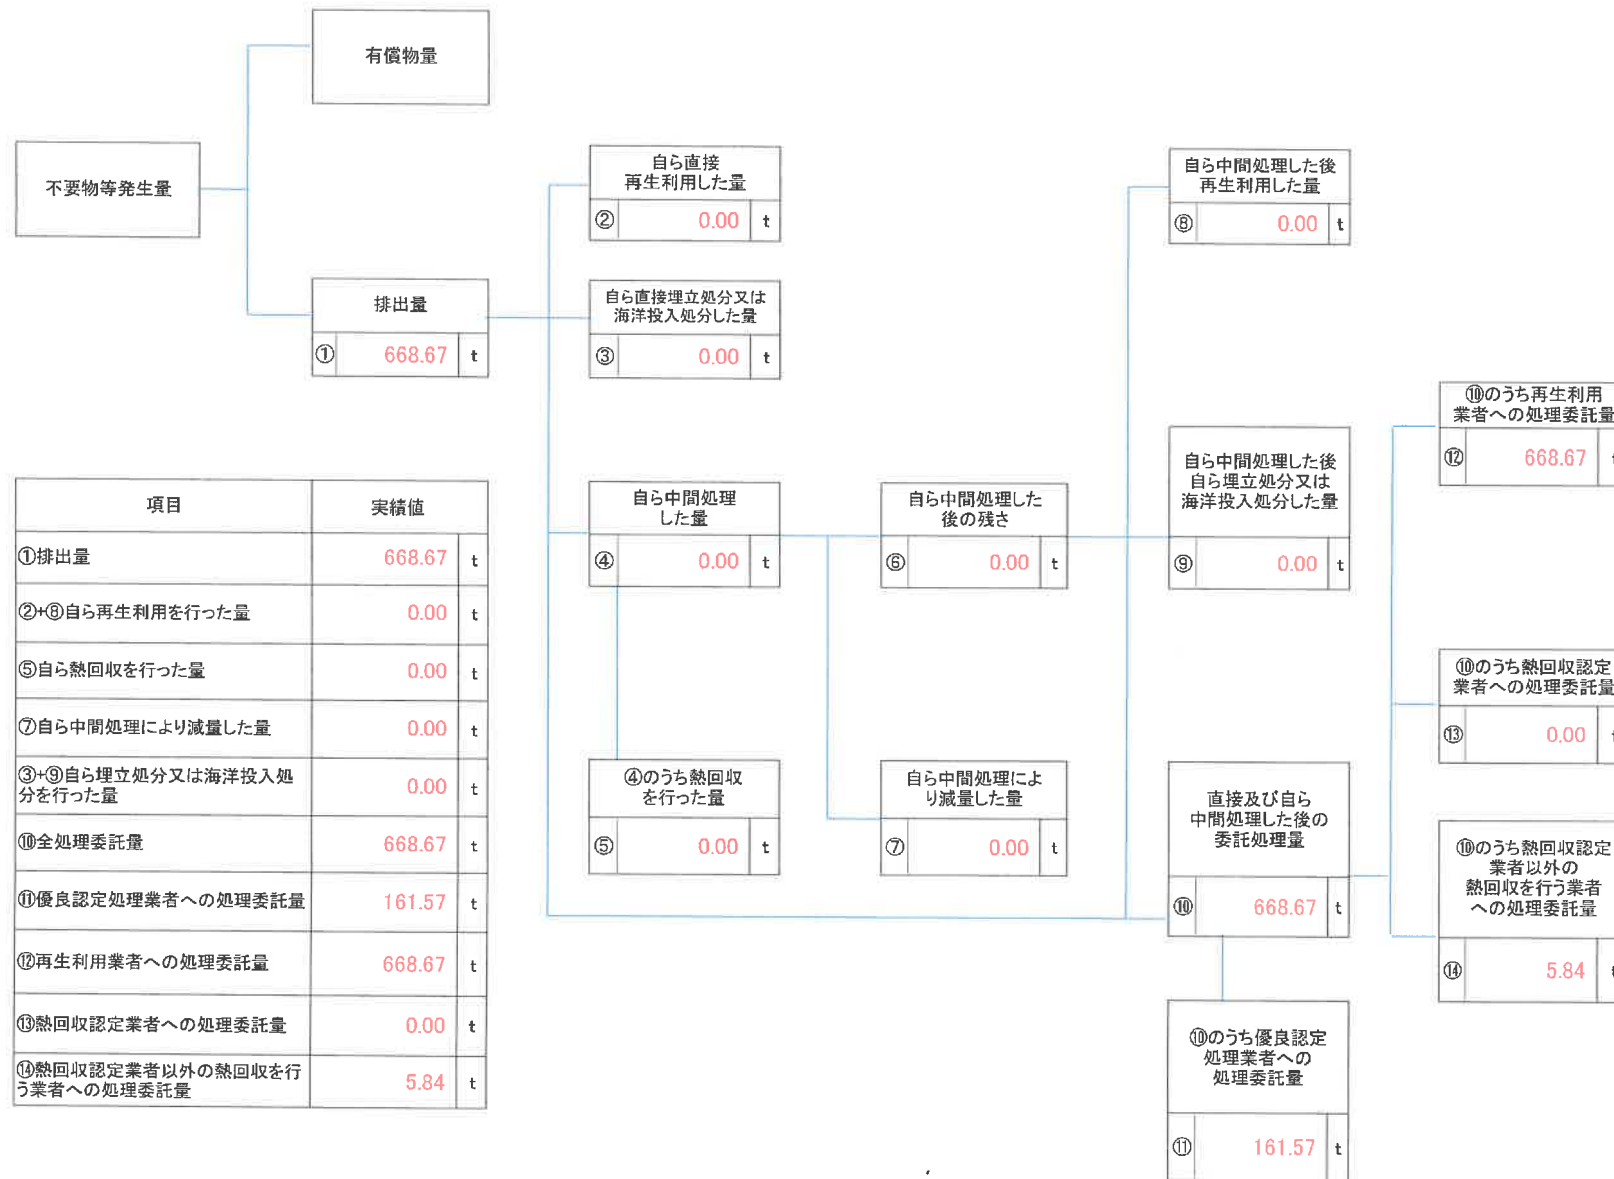 有償物量
不要物等発生量
排出量
① 668.67 t
自ら直接
再生利用した量
② 0.00 t
自ら直接埋立処分又は
海洋投入処分した量
③ 0.00 t
自ら中間処理
した量
④ 0.00 t
④のうち熱回収
を行った量
⑤ 0.00 t
自ら中間処理した
後の残さ
⑥ 0.00 t
自ら中間処理によ
り減量した量
⑦ 0.00 t
自ら中間処理した後
再生利用した量
⑧ 0.00 t
自ら中間処理した後
自ら埋立処分又は
海洋投入処分した量
⑨ 0.00 t
直接及び自ら
中間処理した後の
委託処理量
⑩ 668.67 t
⑩のうち優良認定
処理業者への
処理委託量
⑪ 161.57 t
⑩のうち再生利用
業者への処理委託量
⑫ 668.67 t
⑩のうち熱回収認定
業者への処理委託量
⑬ 0.00 t
⑩のうち熱回収認定
業者以外の
熱回収を行う業者
への処理委託量
⑭ 5.84 t
項目 実績値
①排出量 668.67 t
②+⑧自ら再生利用を行った量 0.00 t
⑤自ら熱回収を行った量 0.00 t
⑦自ら中間処理により減量した量 0.00 t
③+⑨自ら埋立処分又は海洋投入処
分を行った量 0.00 t
⑩全処理委託量 668.67 t
⑪優良認定処理業者への処理委託量 161.57 t
⑫再生利用業者への処理委託量 668.67 t
⑬熱回収認定業者への処理委託量 0.00 t
⑭熱回収認定業者以外の熱回収を行
う業者への処理委託量 5.84 t